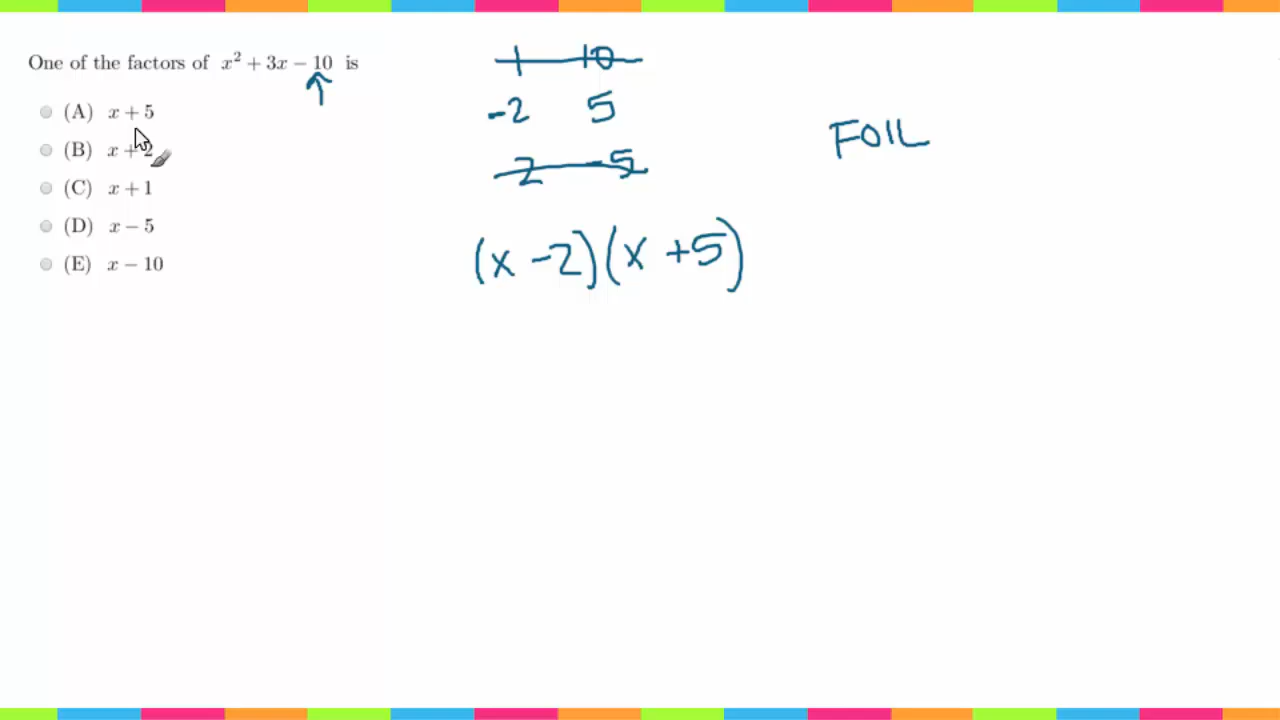 One of the factors of x² + 3x − 10 is
(A) x + 5
(B) x + 2
(C) x + 1
(D) x − 5
(E) x − 10
1 10
-2 5
2 -5
(x -2)(x +5)
FOIL